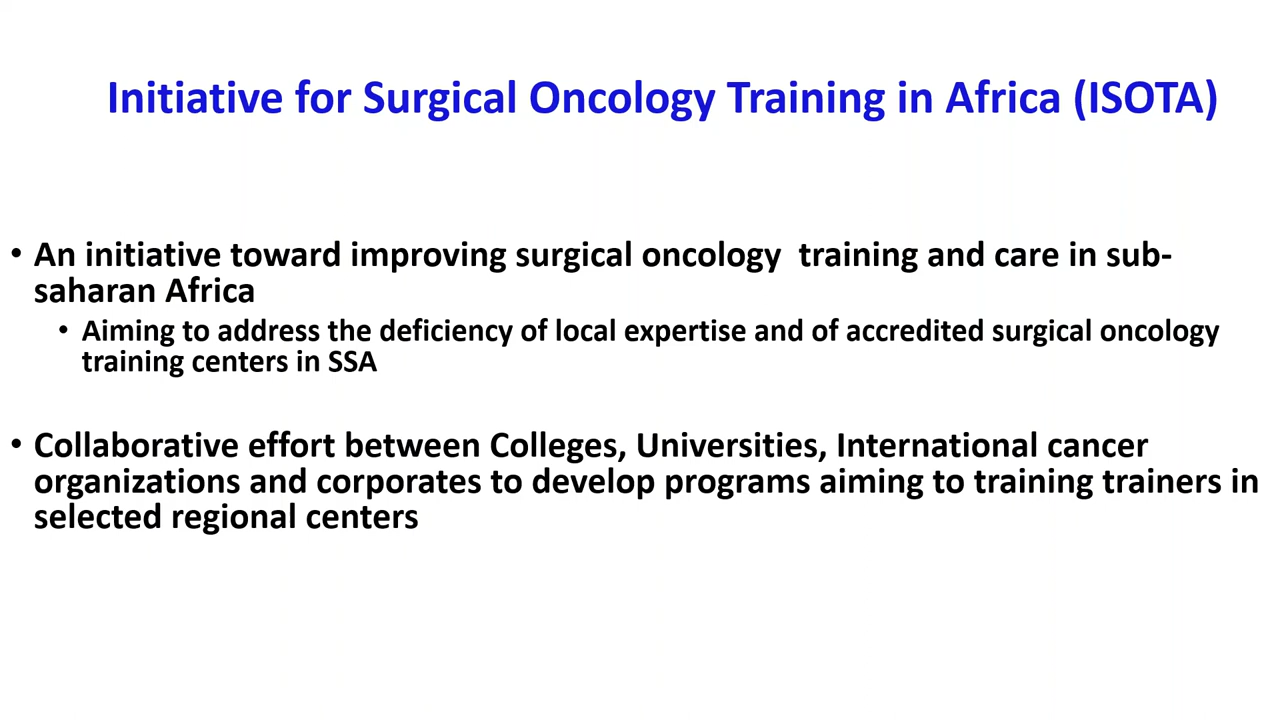 Initiative for Surgical Oncology Training in Africa (ISOTA)
• An initiative toward improving surgical oncology  training and care in sub-
saharan Africa
• Aiming to address the deficiency of local expertise and of accredited surgical oncology
training centers in SSA
• Collaborative effort between Colleges, Universities, International cancer
organizations and corporates to develop programs aiming to training trainers in
selected regional centers